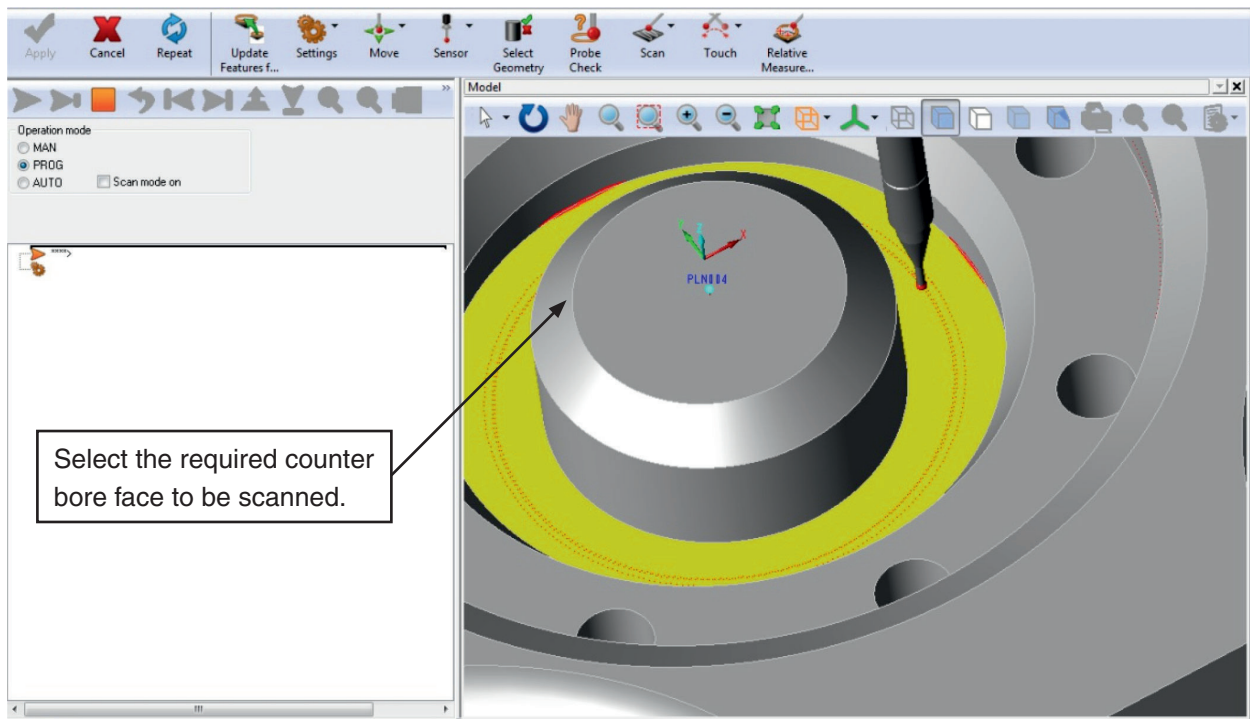 Apply Cancel Repeat Update Features f... Settings Move Sensor Select Geometry Probe Check Scan Touch Relative Measure...
Model
Operation mode
MAN
PROG
AUTO Scan mode on
Z
X
Select the required counter
bore face to be scanned.